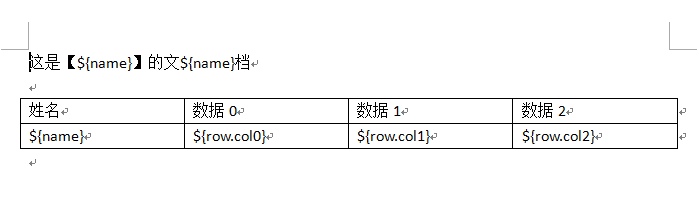 这是【${name}】的文${name}档
姓名 数据 0 数据 1 数据 2
${name} ${row.col0} ${row.col1} ${row.col2}